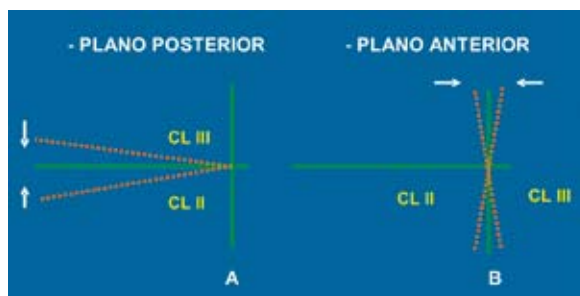 - PLANO POSTERIOR
- PLANO ANTERIOR
CL III
CL II
CL II
CL III
A
B